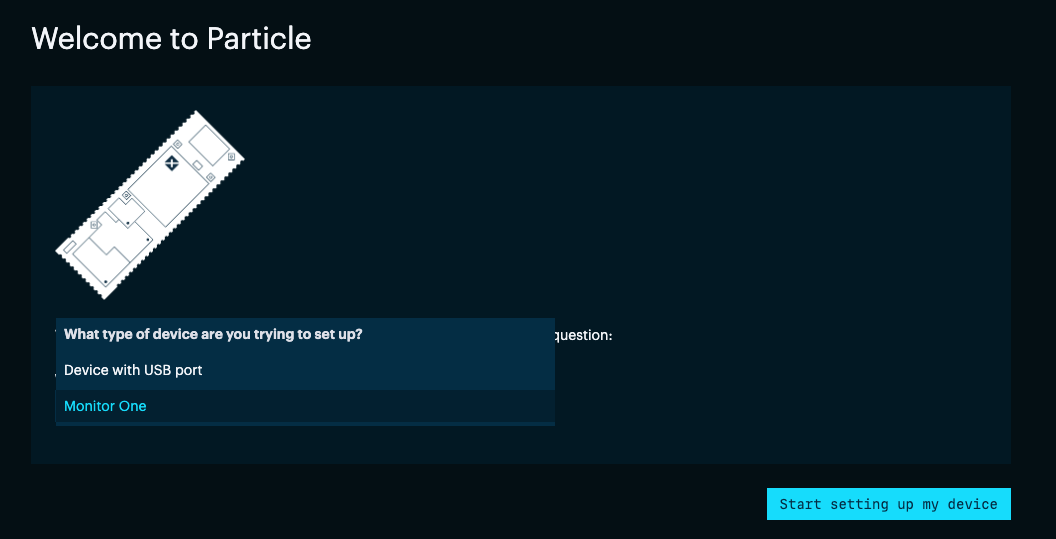 Welcome to Particle
question:
What type of device are you trying to set up?
Device with USB port
Monitor One
Start setting up my device